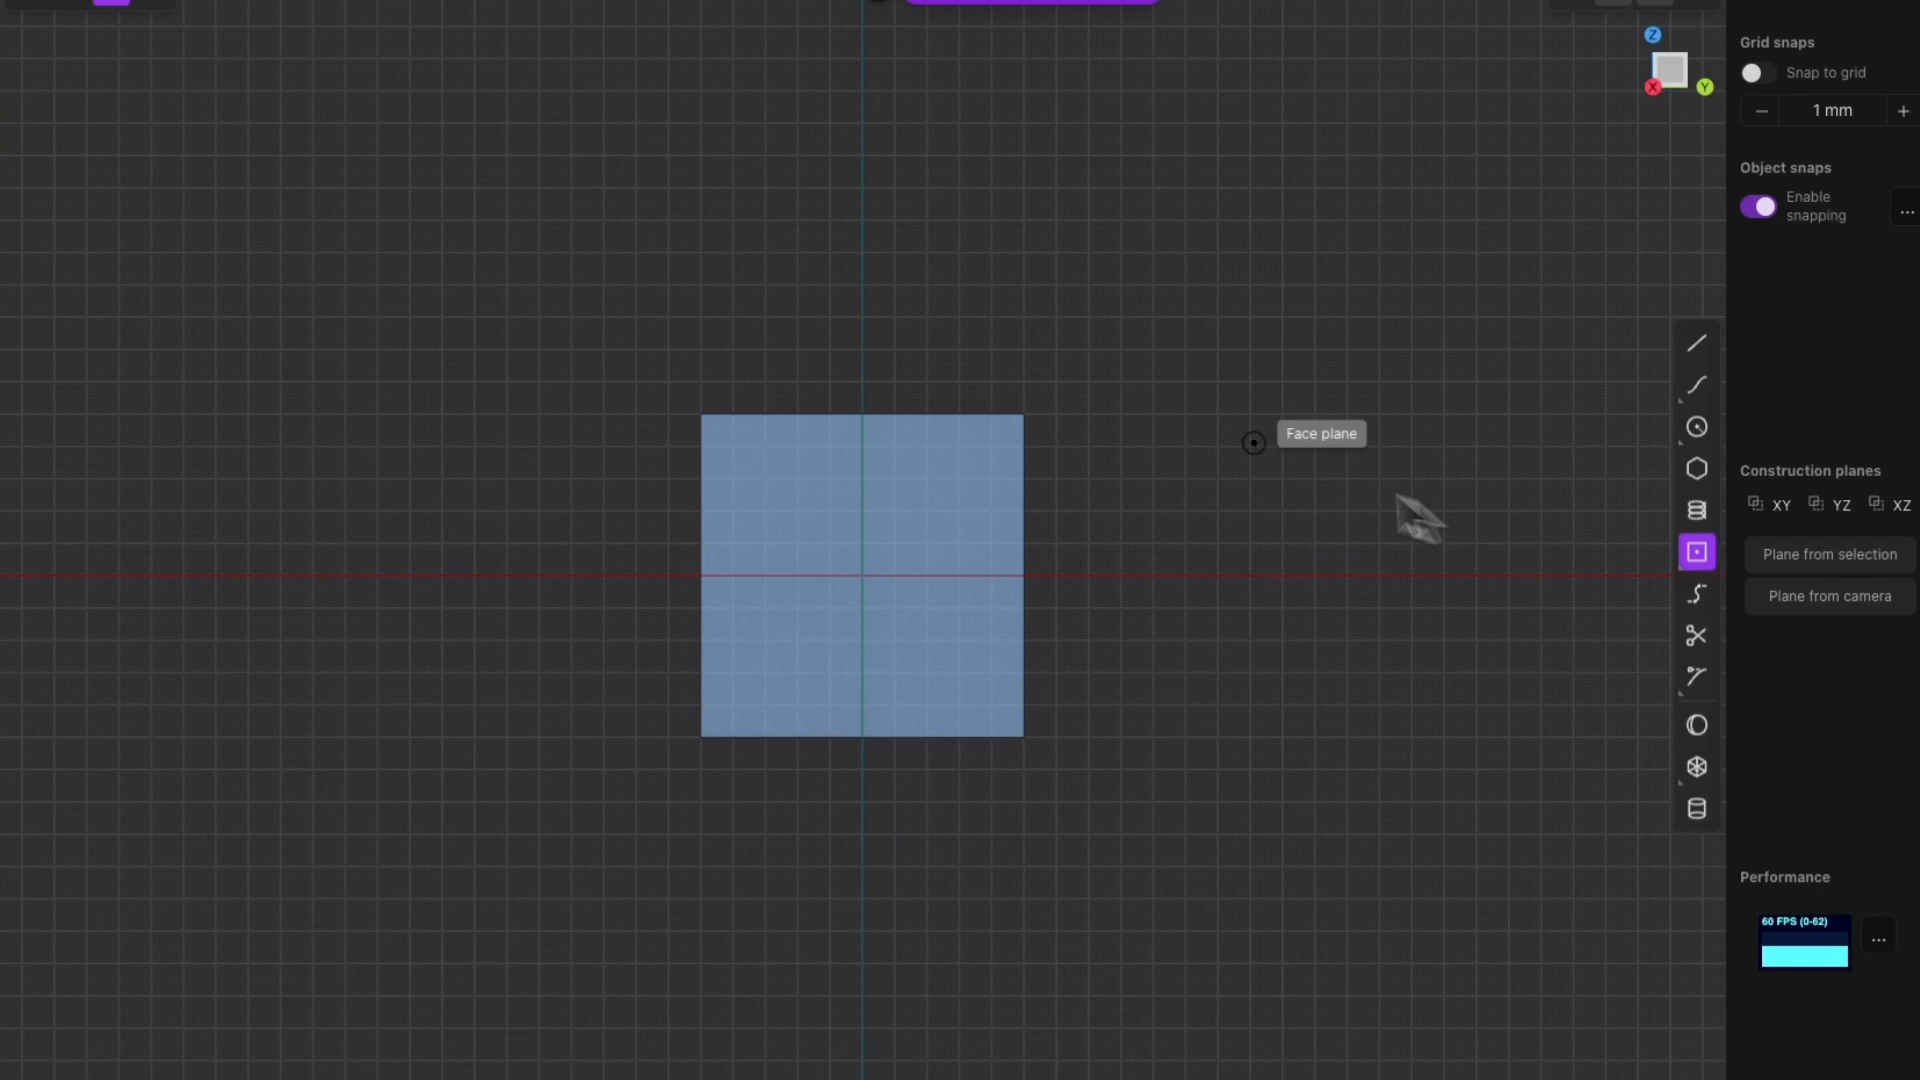 Z
X
Y
Grid snaps
Snap to grid
1 mm
Object snaps
Enable
snapping
...
Face plane
Construction planes
XY YZ XZ
Plane from selection
Plane from camera
Performance
60 FPS (0-62)
...